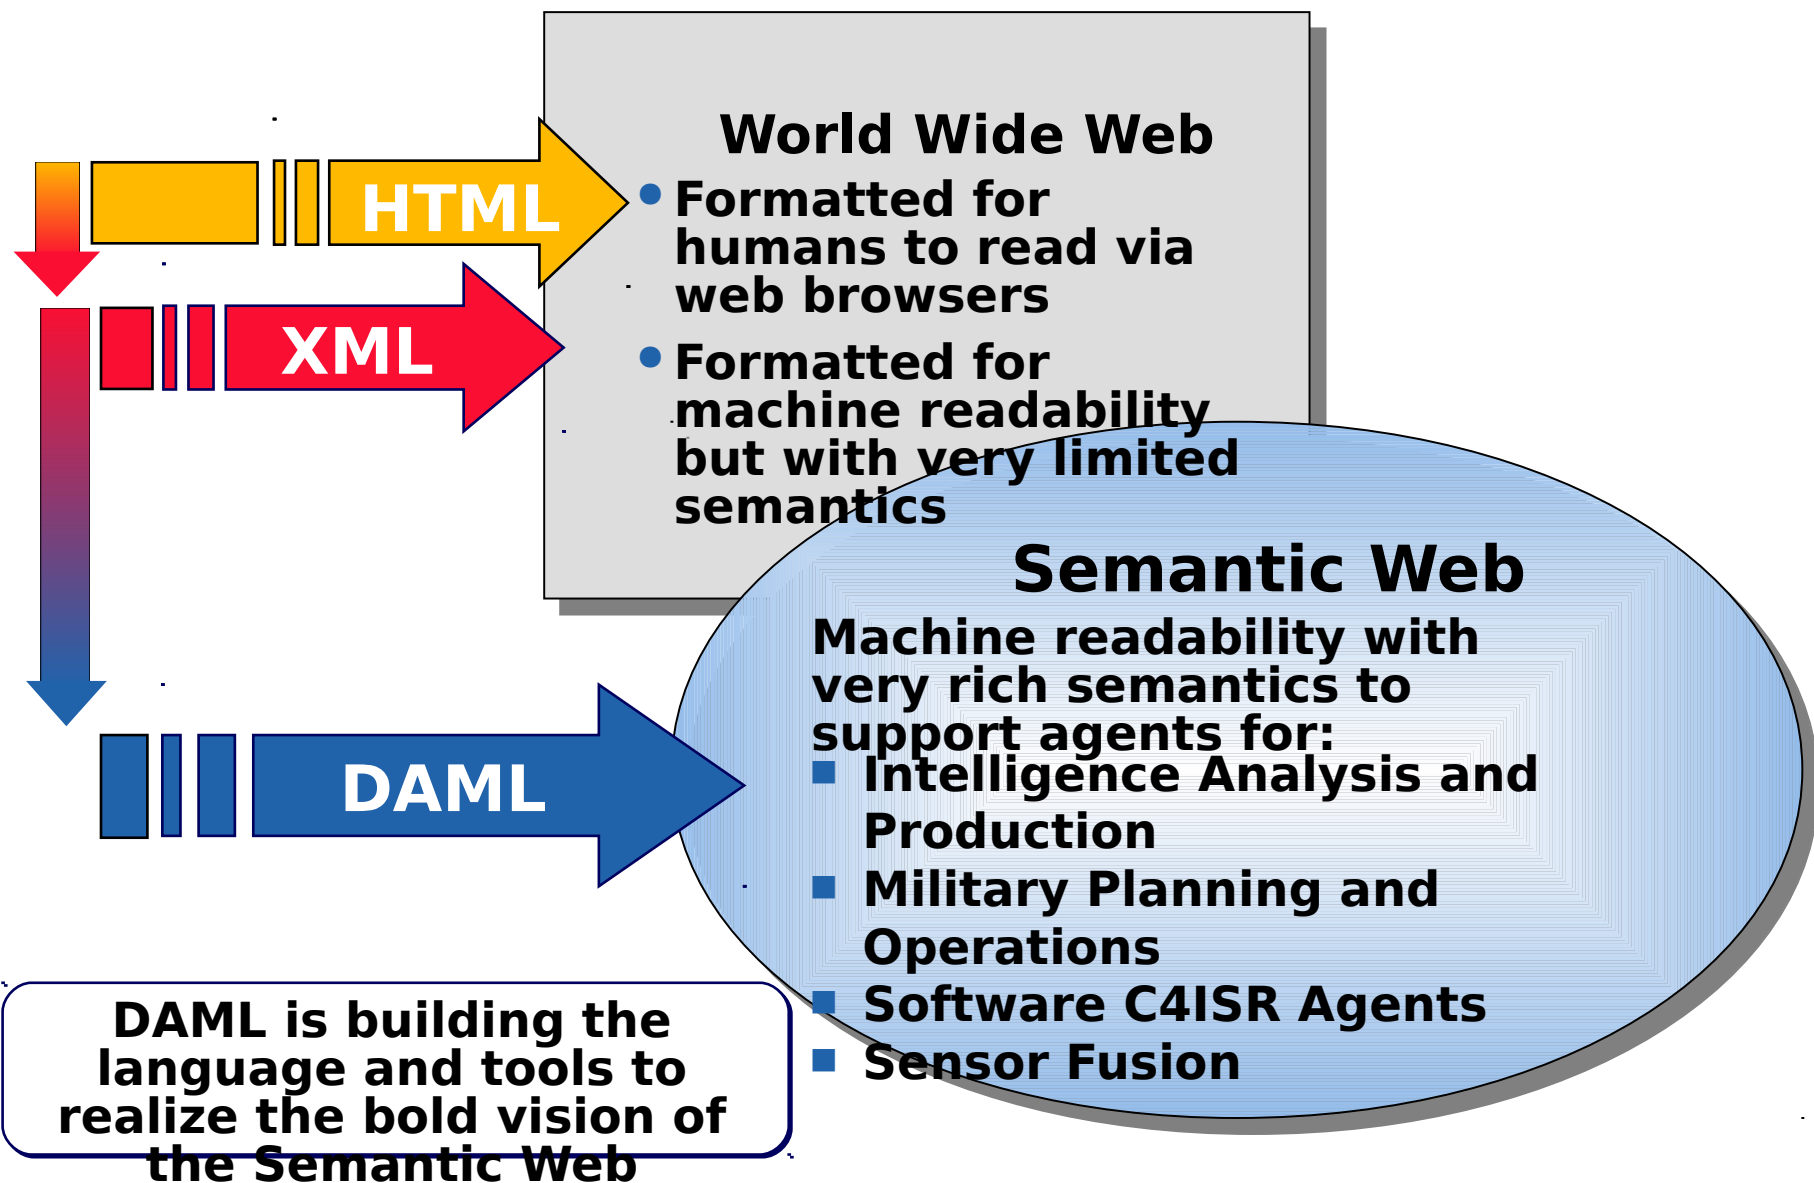 World Wide Web
HTML
Formatted for
humans to read via
web browsers
XML
Formatted for
machine readability
but with very limited
semantics
Semantic Web
Machine readability with
very rich semantics to
support agents for:
DAML
Intelligence Analysis and
Production
Military Planning and
Operations
Software C4ISR Agents
Sensor Fusion
DAML is building the
language and tools to
realize the bold vision of
the Semantic Web